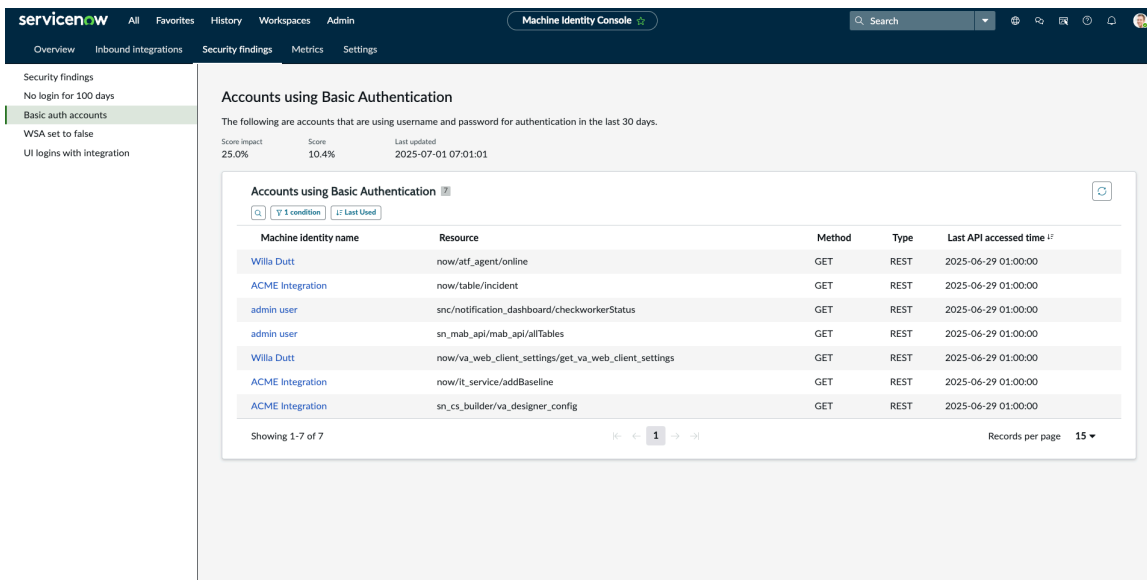 servicenow All Favorites History Workspaces Admin Machine Identity Console Search
Overview Inbound integrations Security findings Metrics Settings
Security findings
No login for 100 days
Basic auth accounts
WSA set to false
UI logins with integration
Accounts using Basic Authentication
The following are accounts that are using username and password for authentication in the last 30 days.
Score impact Score Last updated
25.0% 10.4% 2025-07-01 07:01:01
Accounts using Basic Authentication 7
1 condition Last Used
Machine identity name Resource Method Type Last API accessed time
Willa Dutt now/atf_agent/online GET REST 2025-06-29 01:00:00
ACME Integration now/table/incident GET REST 2025-06-29 01:00:00
admin user snc/notification_dashboard/checkworkerStatus GET REST 2025-06-29 01:00:00
admin user sn_mab_api/mab_api/allTables GET REST 2025-06-29 01:00:00
Willa Dutt now/va_web_client_settings/get_va_web_client_settings GET REST 2025-06-29 01:00:00
ACME Integration now/it_service/addBaseline GET REST 2025-06-29 01:00:00
ACME Integration sn_cs_builder/va_designer_config GET REST 2025-06-29 01:00:00
Showing 1-7 of 7 1 Records per page 15